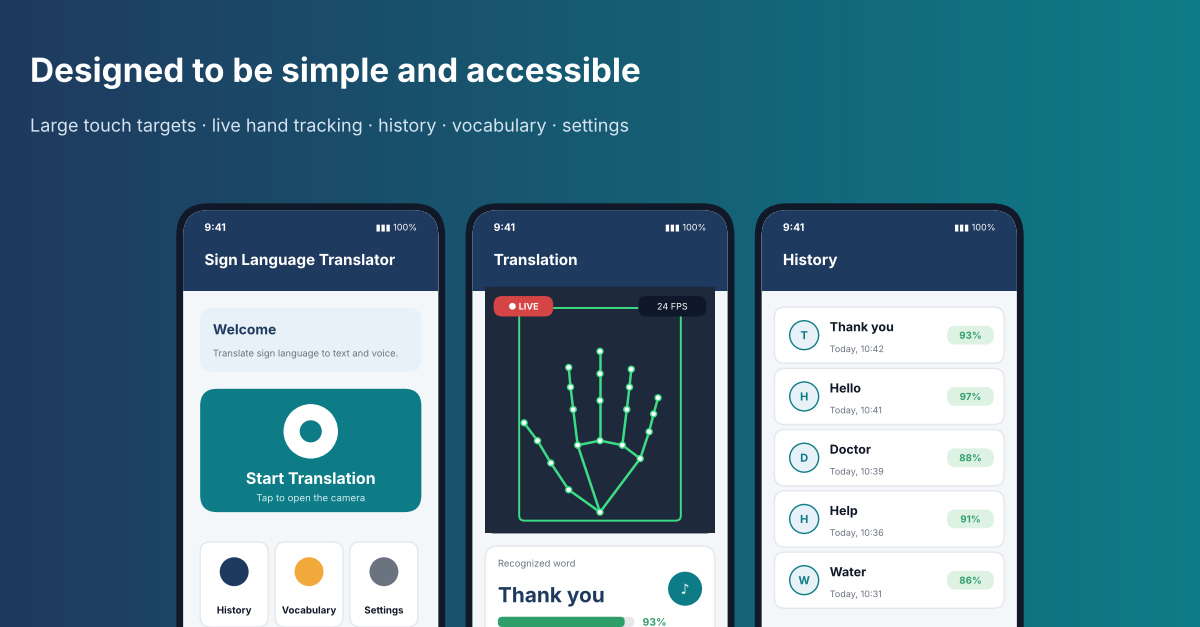 Designed to be simple and accessible
Large touch targets · live hand tracking · history · vocabulary · settings
9:41
100%
Sign Language Translator
Welcome
Translate sign language to text and voice.
Start Translation
Tap to open the camera
History
Vocabulary
Settings
9:41
100%
Translation
LIVE
24 FPS
Recognized word
Thank you
♪
93%
9:41
100%
History
T
Thank you
Today, 10:42
93%
H
Hello
Today, 10:41
97%
D
Doctor
Today, 10:39
88%
H
Help
Today, 10:36
91%
W
Water
Today, 10:31
86%